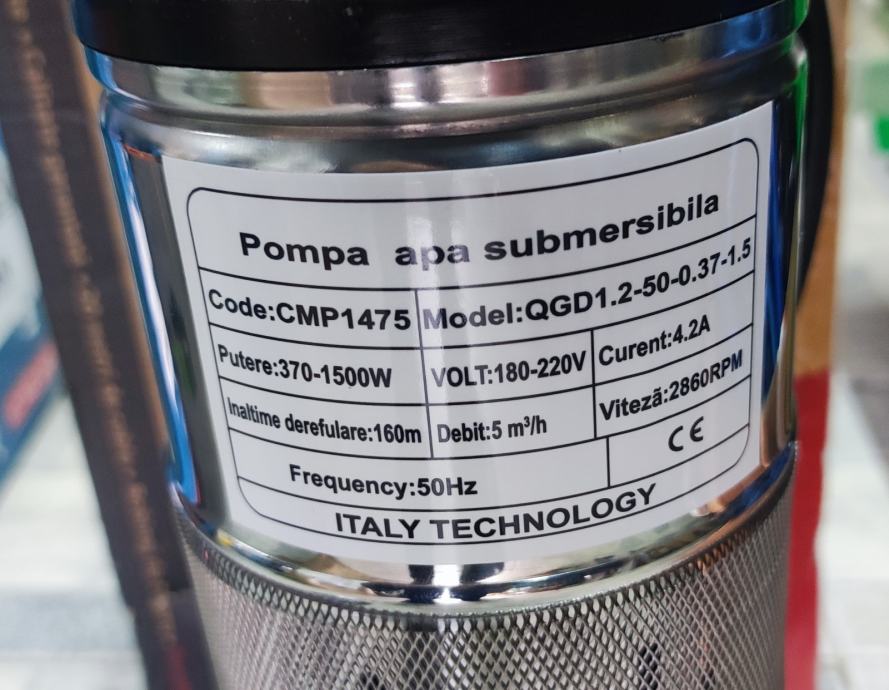 Pompa apa submersibila
Code:CMP1475 Model:QGD1.2-50-0.37-1.5
Putere:370-1500W VOLT:180-220V Curent:4.2A
Inaltime derefulare:160m Debit:5 m³/h Viteză:2860RPM
Frequency:50Hz CE
ITALY TECHNOLOGY